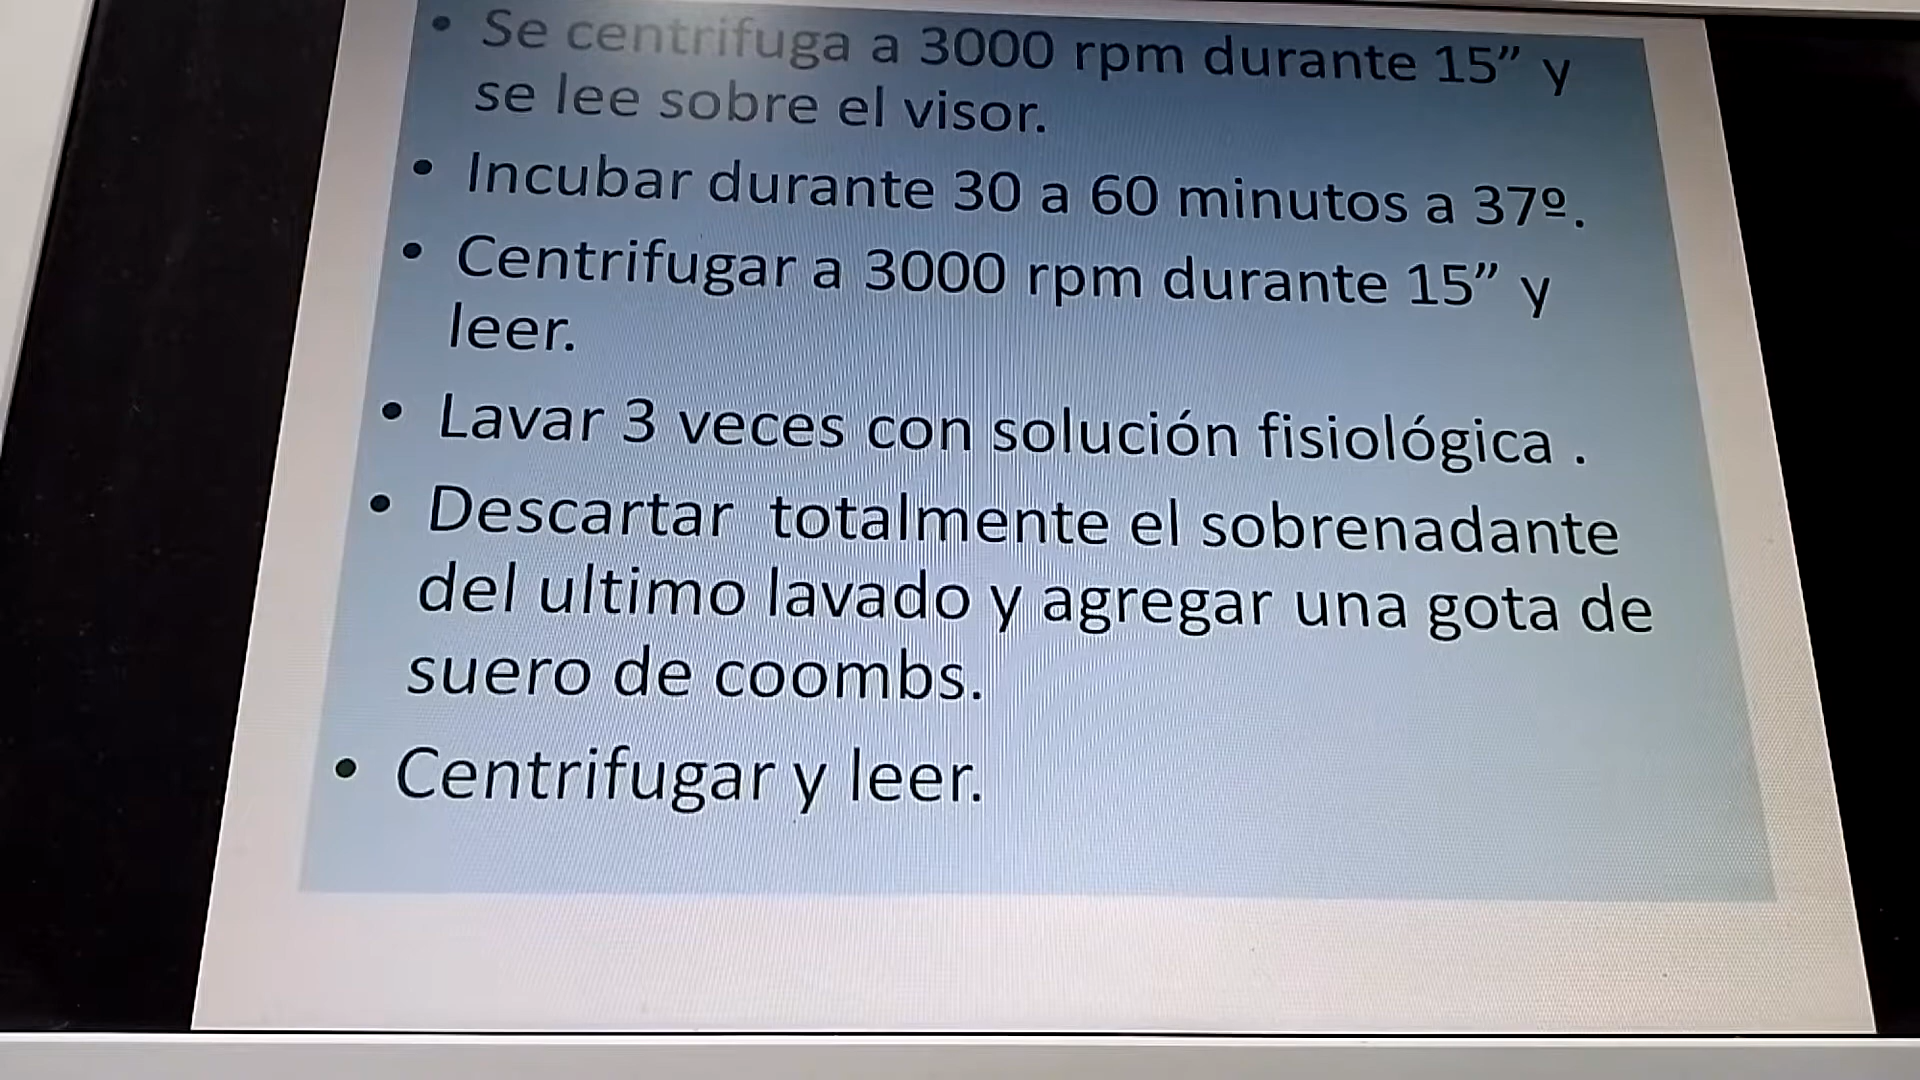 • Se centrifuga a 3000 rpm durante 15” y
se lee sobre el visor.
• Incubar durante 30 a 60 minutos a 37º.
• Centrifugar a 3000 rpm durante 15” y
leer.
• Lavar 3 veces con solución fisiológica .
• Descartar totalmente el sobrenadante
del ultimo lavado y agregar una gota de
suero de coombs.
• Centrifugar y leer.